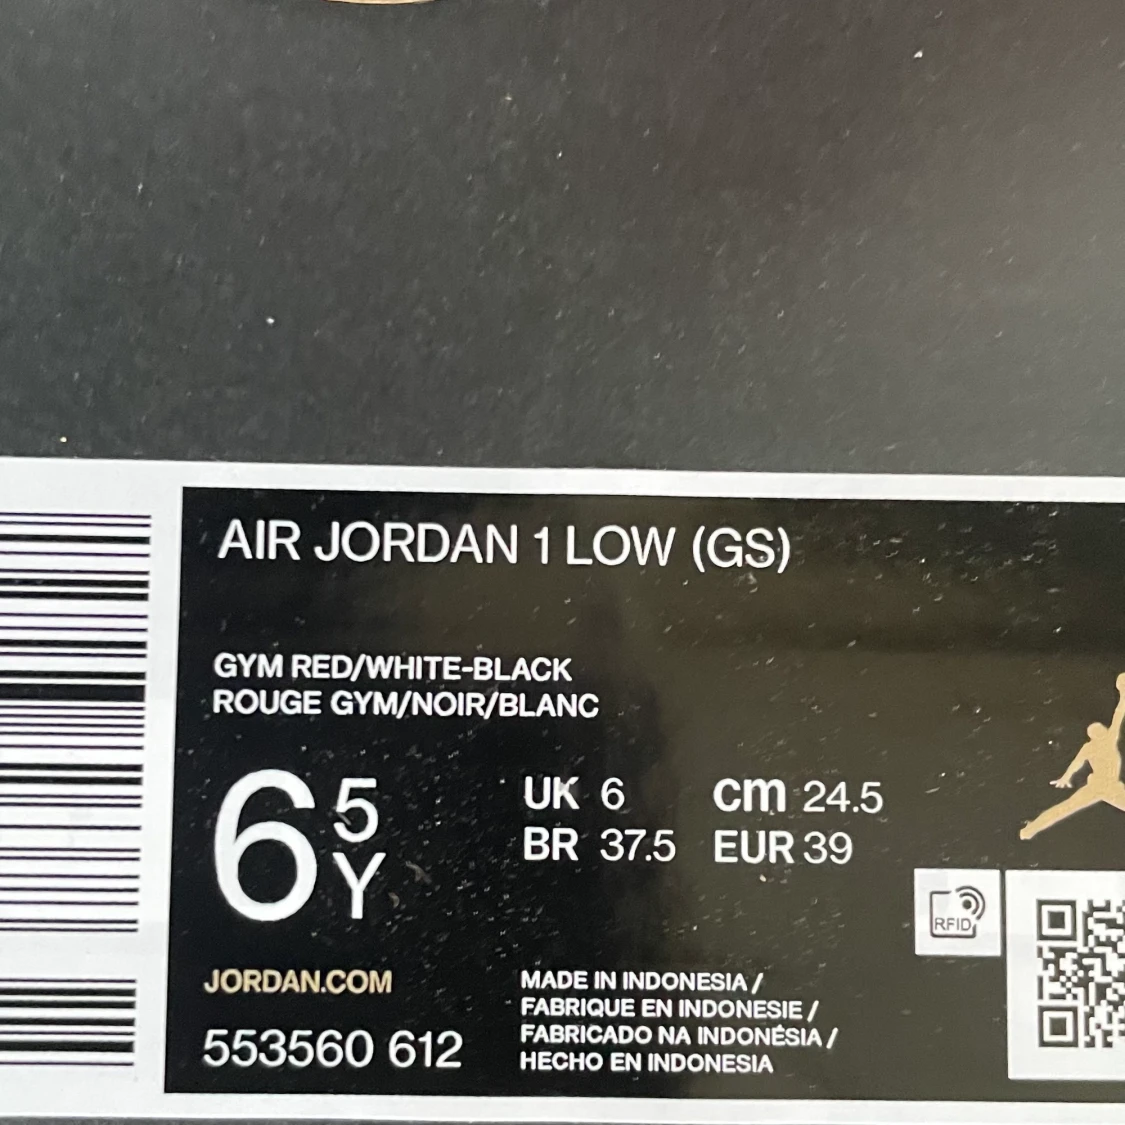 AIR JORDAN 1 LOW (GS)
GYM RED/WHITE-BLACK
ROUGE GYM/NOIR/BLANC
6 5 Y
UK 6 cm 24.5
BR 37.5 EUR 39
RFID
JORDAN.COM
553560 612
MADE IN INDONESIA /
FABRIQUE EN INDONESIE /
FABRICADO NA INDONÉSIA /
HECHO EN INDONESIA